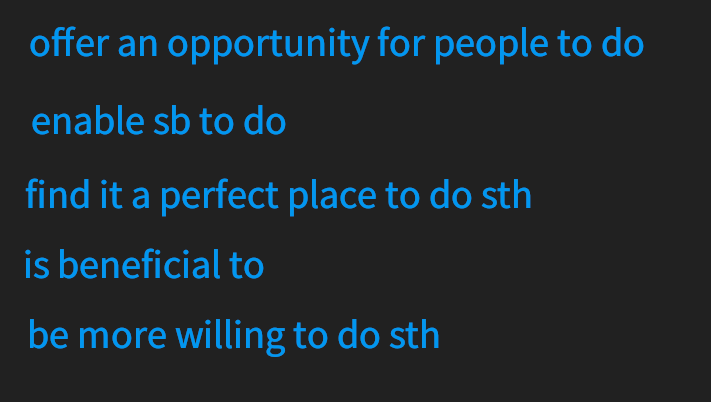 offer an opportunity for people to do
enable sb to do
find it a perfect place to do sth
is beneficial to
be more willing to do sth